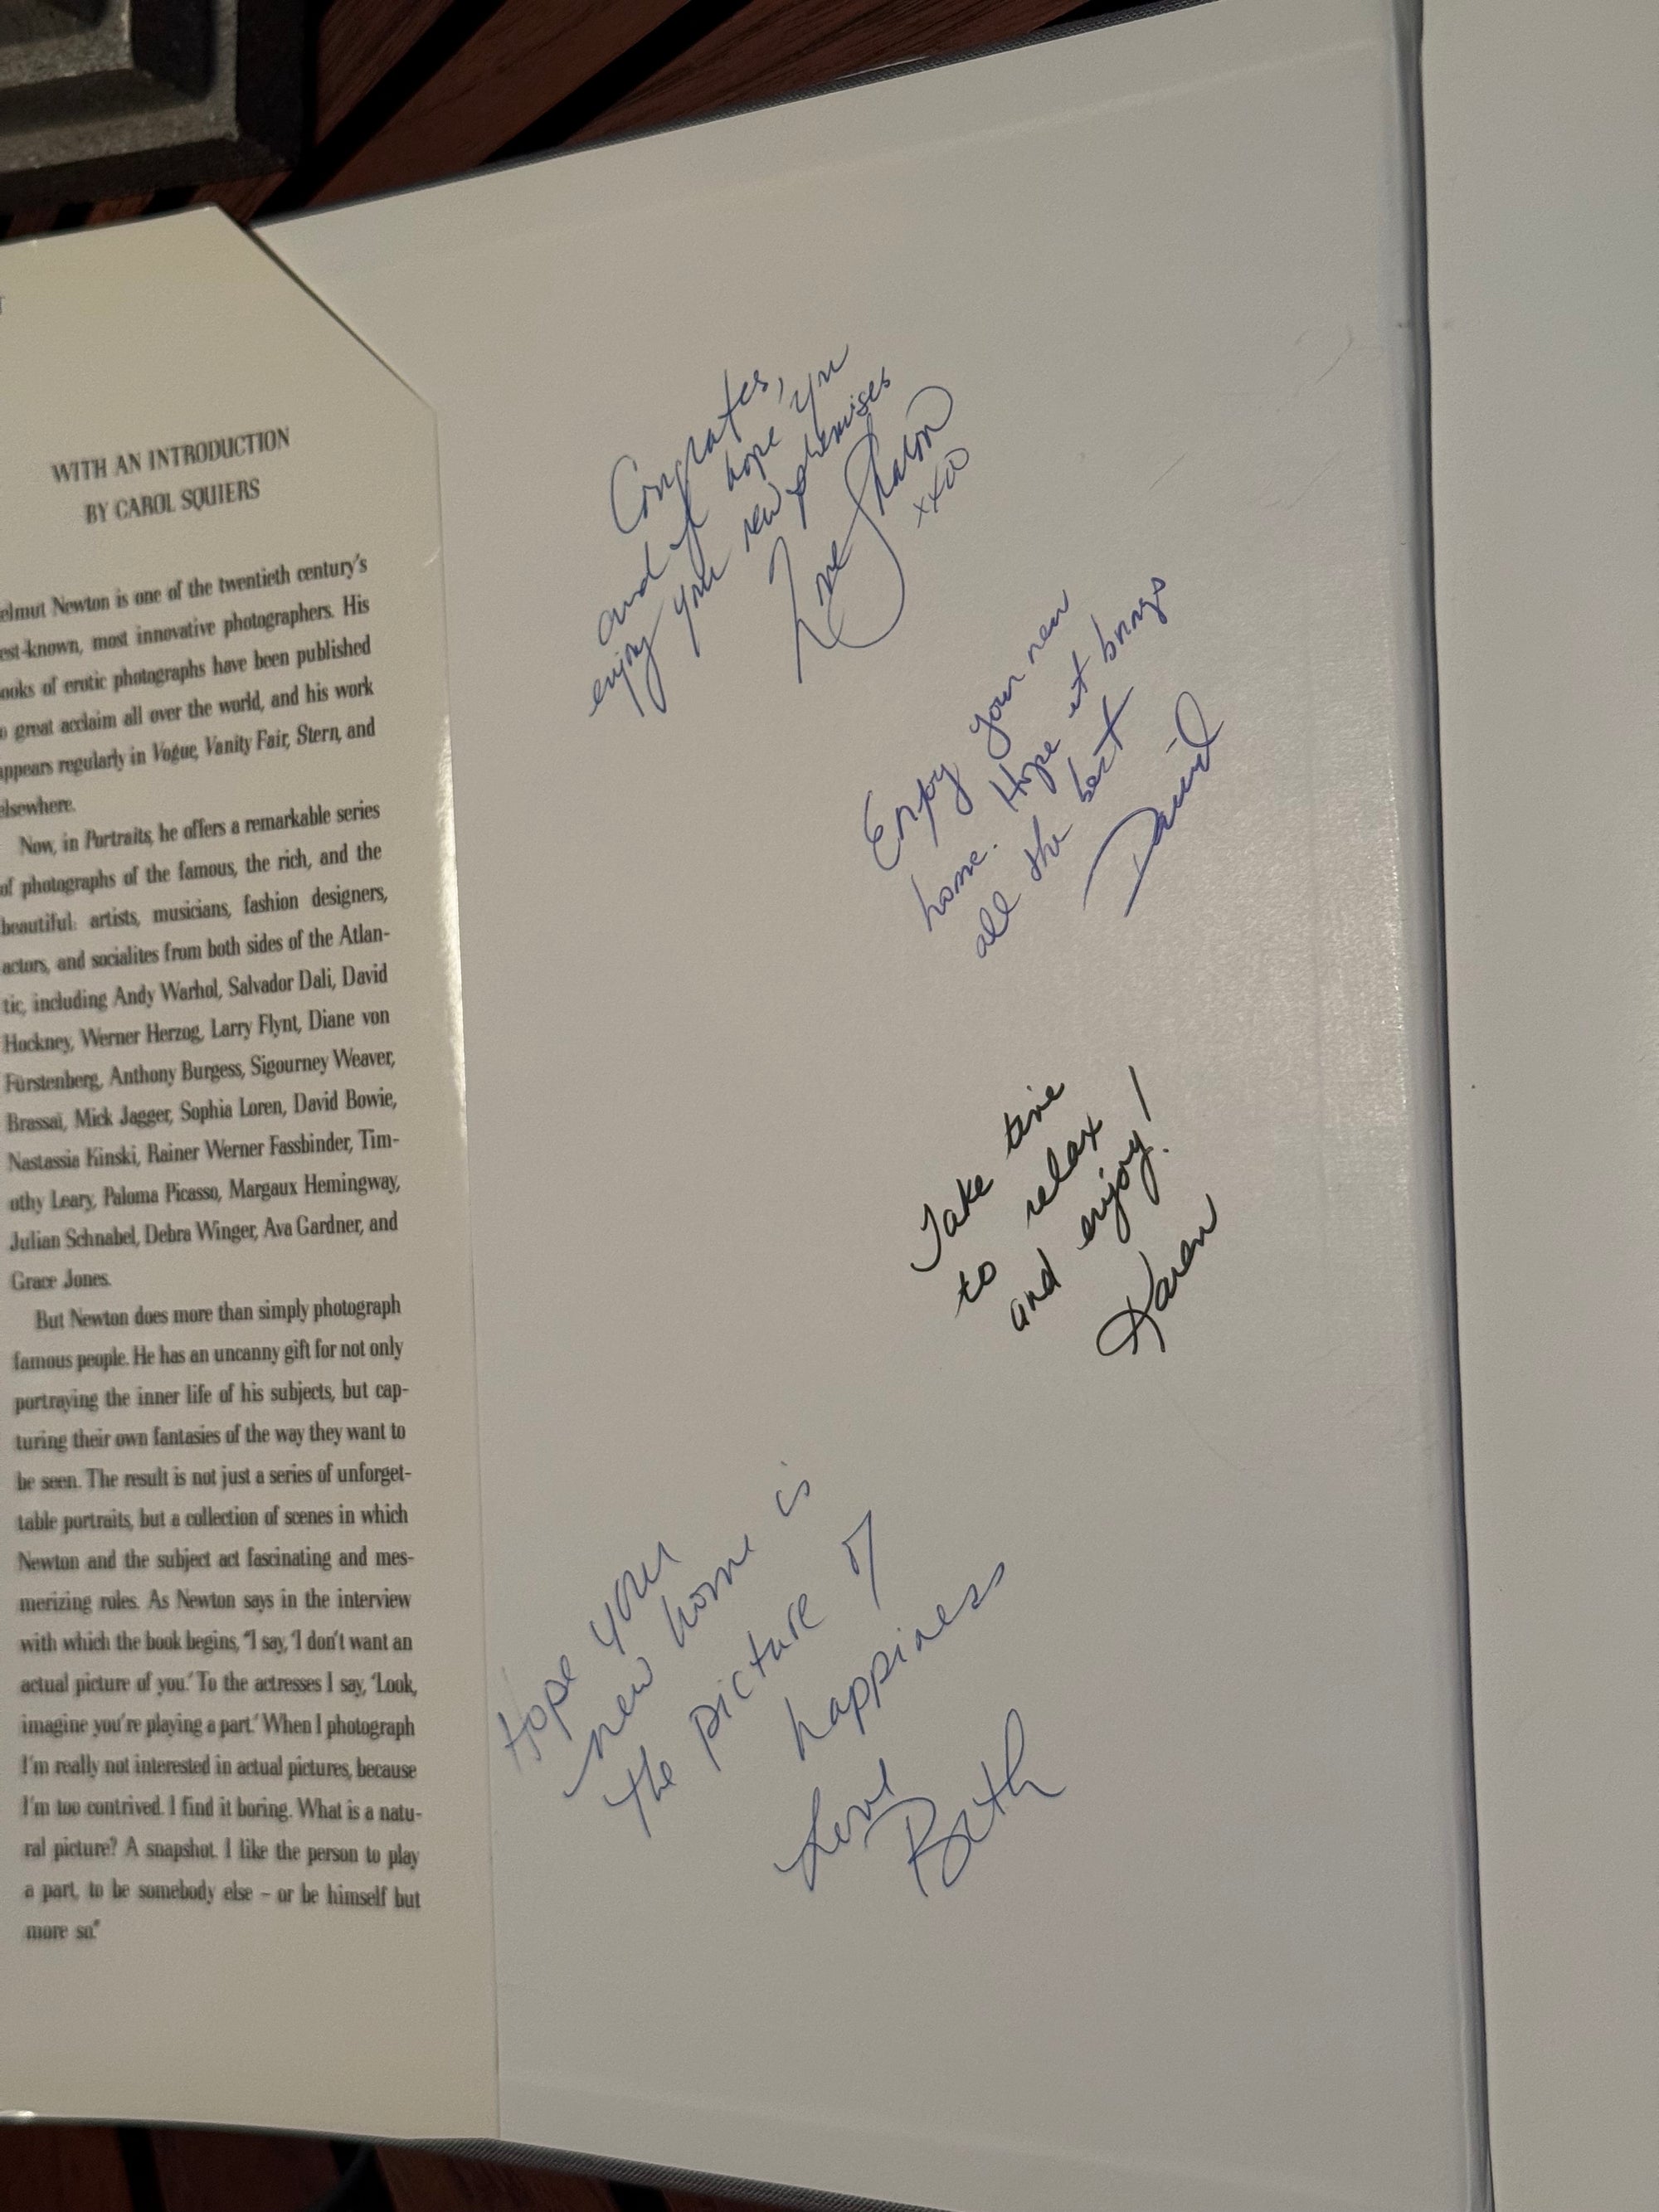 WITH AN INTRODUCTION
BY CAROL SQUIERS
elmut Newton is one of the twentieth century's
est-known, most innovative photographers. His
ooks of erotic photographs have been published
o great acclaim all over the world, and his work
appears regularly in Vogue, Vanity Fair, Stern, and
elsewhere.
Now, in Portraits, he offers a remarkable series
of photographs of the famous, the rich, and the
beautiful: artists, musicians, fashion designers,
actors, and socialites from both sides of the Atlan-
tic, including Andy Warhol, Salvador Dali, David
Hockney, Werner Herzog, Larry Flynt, Diane von
Fürstenberg, Anthony Burgess, Sigourney Weaver,
Brassaï, Mick Jagger, Sophia Loren, David Bowie,
Nastassia Kinski, Rainer Werner Fassbinder, Tim-
othy Leary, Paloma Picasso, Margaux Hemingway,
Julian Schnabel, Debra Winger, Ava Gardner, and
Grace Jones.
But Newton does more than simply photograph
famous people. He has an uncanny gift for not only
portraying the inner life of his subjects, but cap-
turing their own fantasies of the way they want to
be seen. The result is not just a series of unforget-
table portraits, but a collection of scenes in which
Newton and the subject act fascinating and mes-
merizing roles. As Newton says in the interview
with which the book begins, "I say, 'I don't want an
actual picture of you.' To the actresses I say, 'Look,
imagine you're playing a part.' When I photograph
I'm really not interested in actual pictures, because
I'm too contrived. I find it boring. What is a natu-
ral picture? A snapshot. I like the person to play
a part, to be somebody else – or be himself but
more so."
Congrates,
and I hope you
enjoy your new premises
Love Sharon
xxoo
Enjoy your new
home. Hope it brings
all the best
David
Take time
to relax
and enjoy!
Karen
Hope your
new home is
the picture of
happiness
Love
Beth